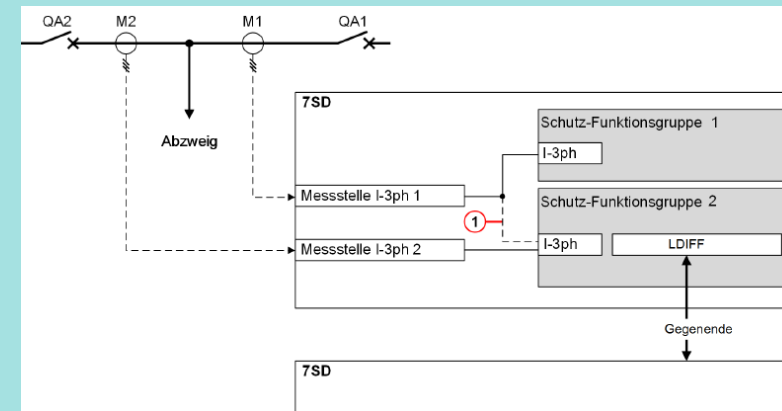 QA2
M2
M1
QA1
Abzweig
7SD
Schutz-Funktionsgruppe 1
I-3ph
Messstelle I-3ph 1
Schutz-Funktionsgruppe 2
1
I-3ph
LDIFF
Messstelle I-3ph 2
Gegenende
7SD